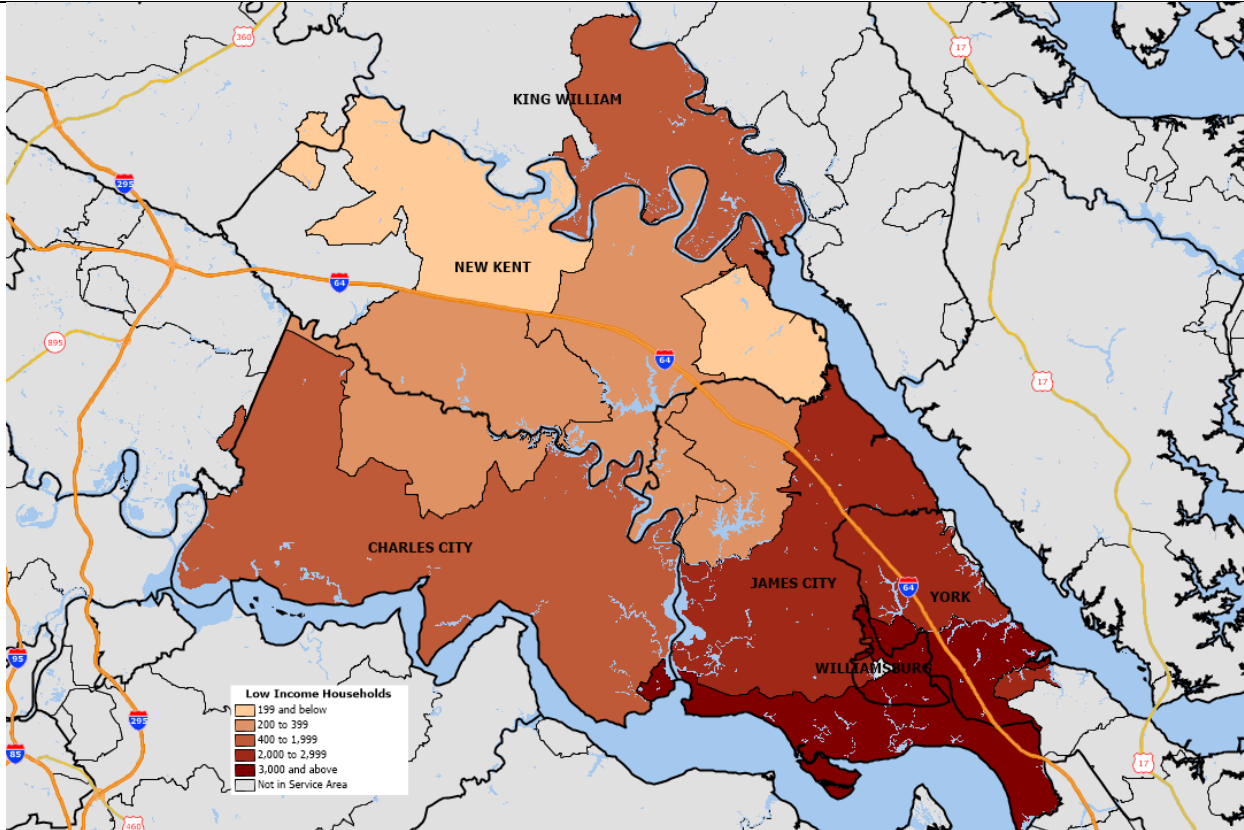 360
17
KING WILLIAM
295
NEW KENT
64
895
64
17
CHARLES CITY
JAMES CITY
64
YORK
WILLIAMSBURG
95
295
85
17
460
Low Income Households
199 and below
200 to 399
400 to 1,999
2,000 to 2,999
3,000 and above
Not in Service Area